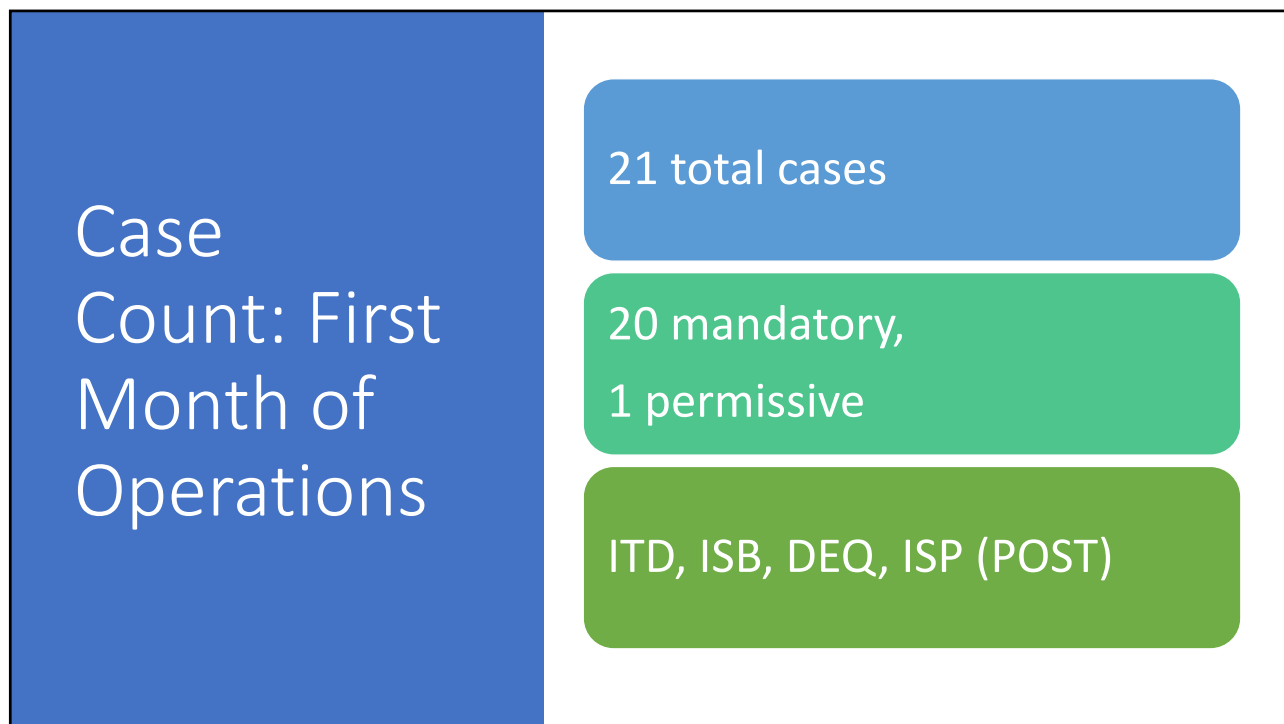 Case
Count: First
Month of
Operations
21 total cases
20 mandatory,
1 permissive
ITD, ISB, DEQ, ISP (POST)